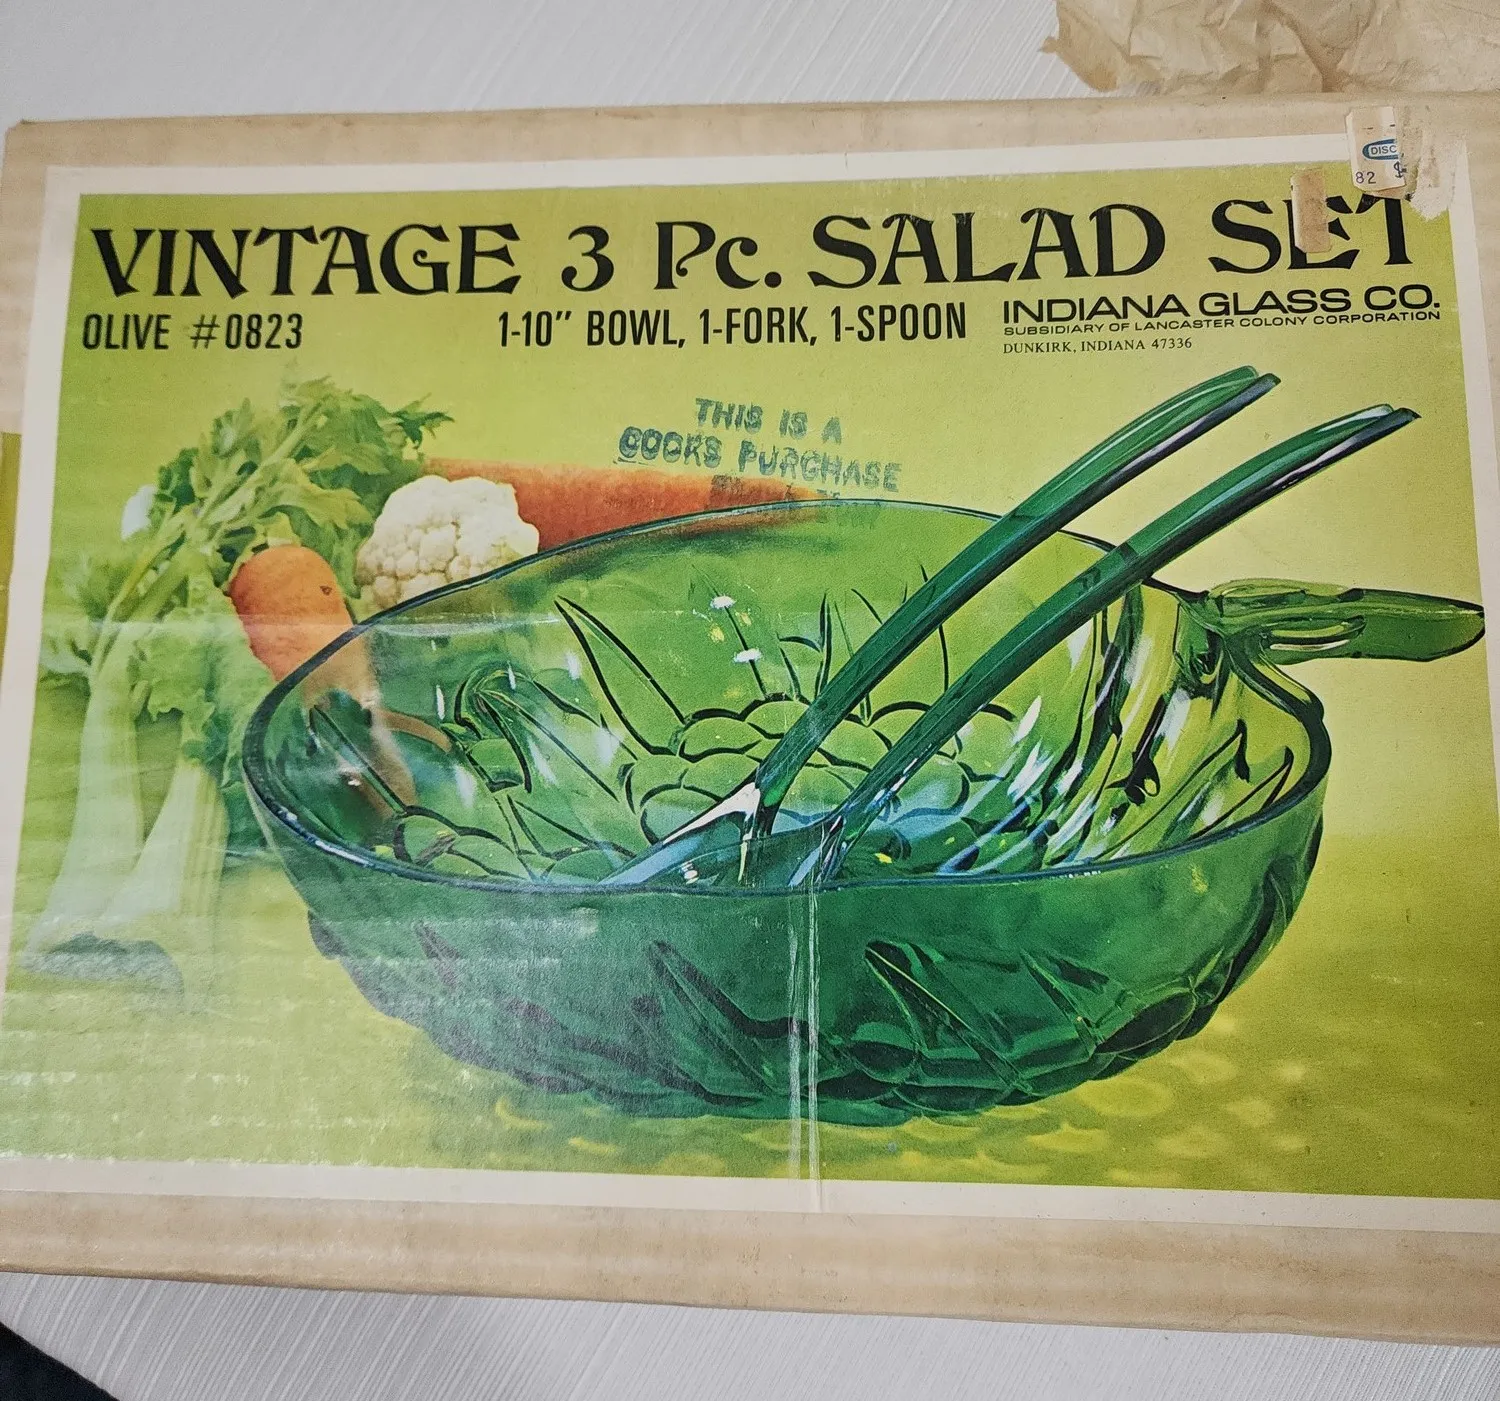 DISC
82 $
VINTAGE 3 Pc. SALAD SET
OLIVE #0823
1-10" BOWL, 1-FORK, 1-SPOON
INDIANA GLASS CO.
SUBSIDIARY OF LANCASTER COLONY CORPORATION
DUNKIRK, INDIANA 47336
THIS IS A
COOKS PURCHASE